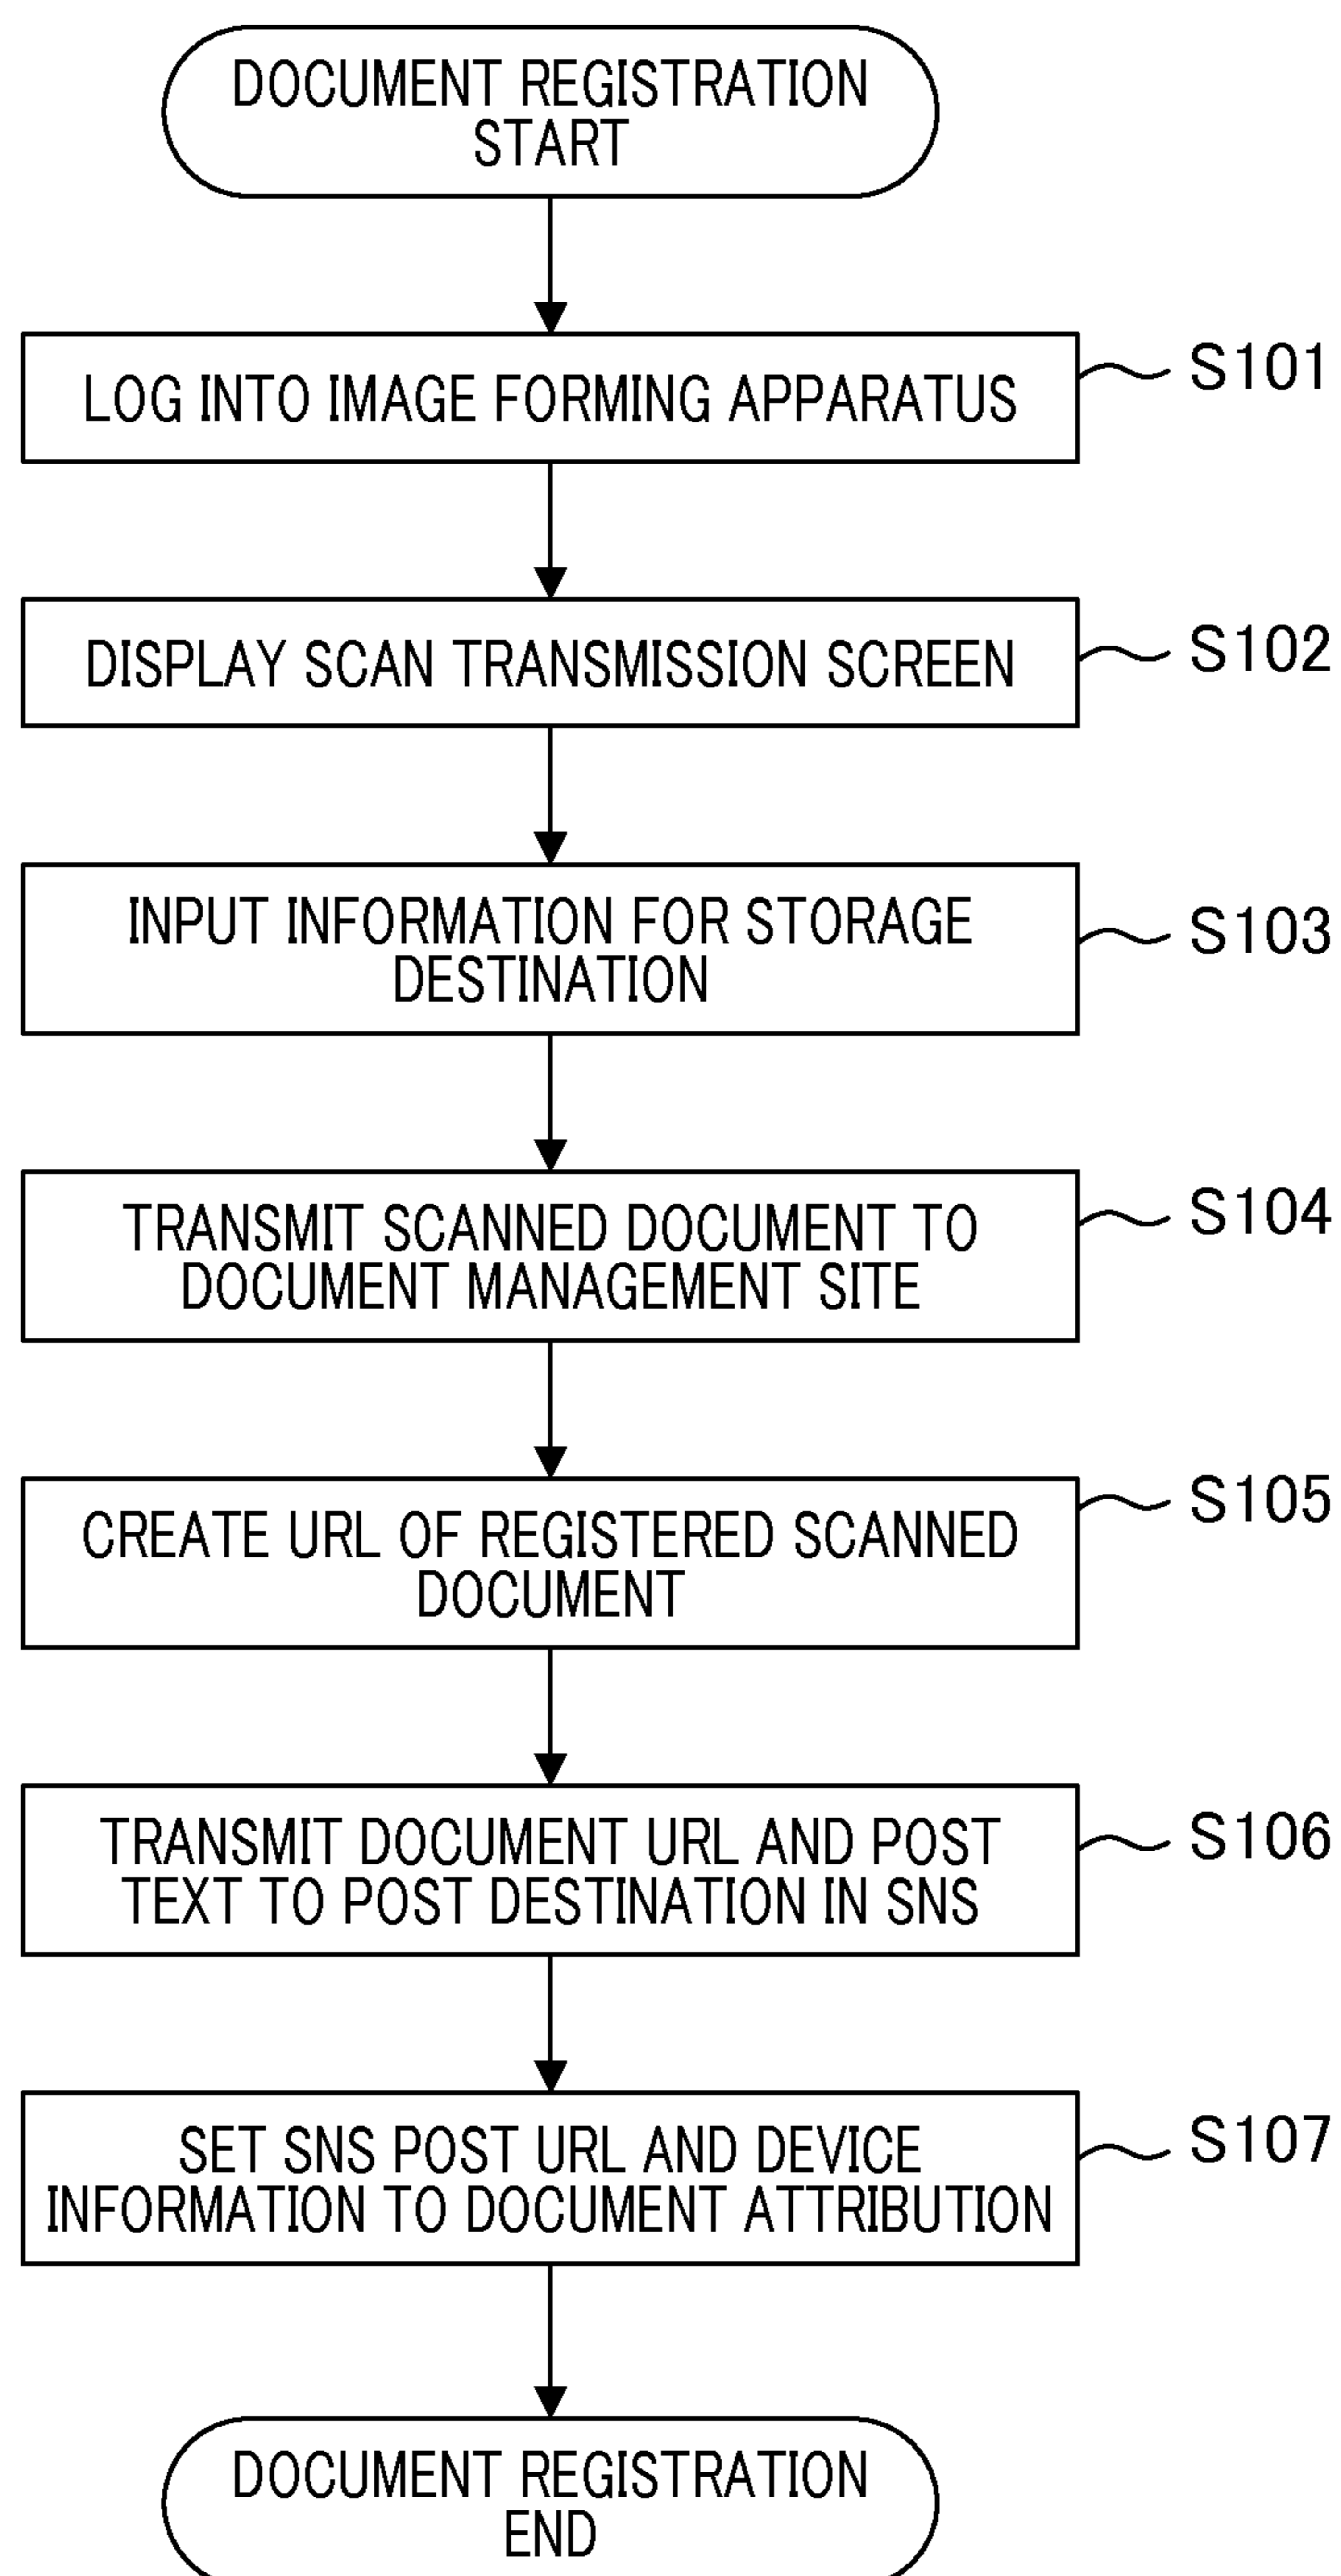 DOCUMENT REGISTRATION
START
LOG INTO IMAGE FORMING APPARATUS
S101
DISPLAY SCAN TRANSMISSION SCREEN
S102
INPUT INFORMATION FOR STORAGE
DESTINATION
S103
TRANSMIT SCANNED DOCUMENT TO
DOCUMENT MANAGEMENT SITE
S104
CREATE URL OF REGISTERED SCANNED
DOCUMENT
S105
TRANSMIT DOCUMENT URL AND POST
TEXT TO POST DESTINATION IN SNS
S106
SET SNS POST URL AND DEVICE
INFORMATION TO DOCUMENT ATTRIBUTION
S107
DOCUMENT REGISTRATION
END